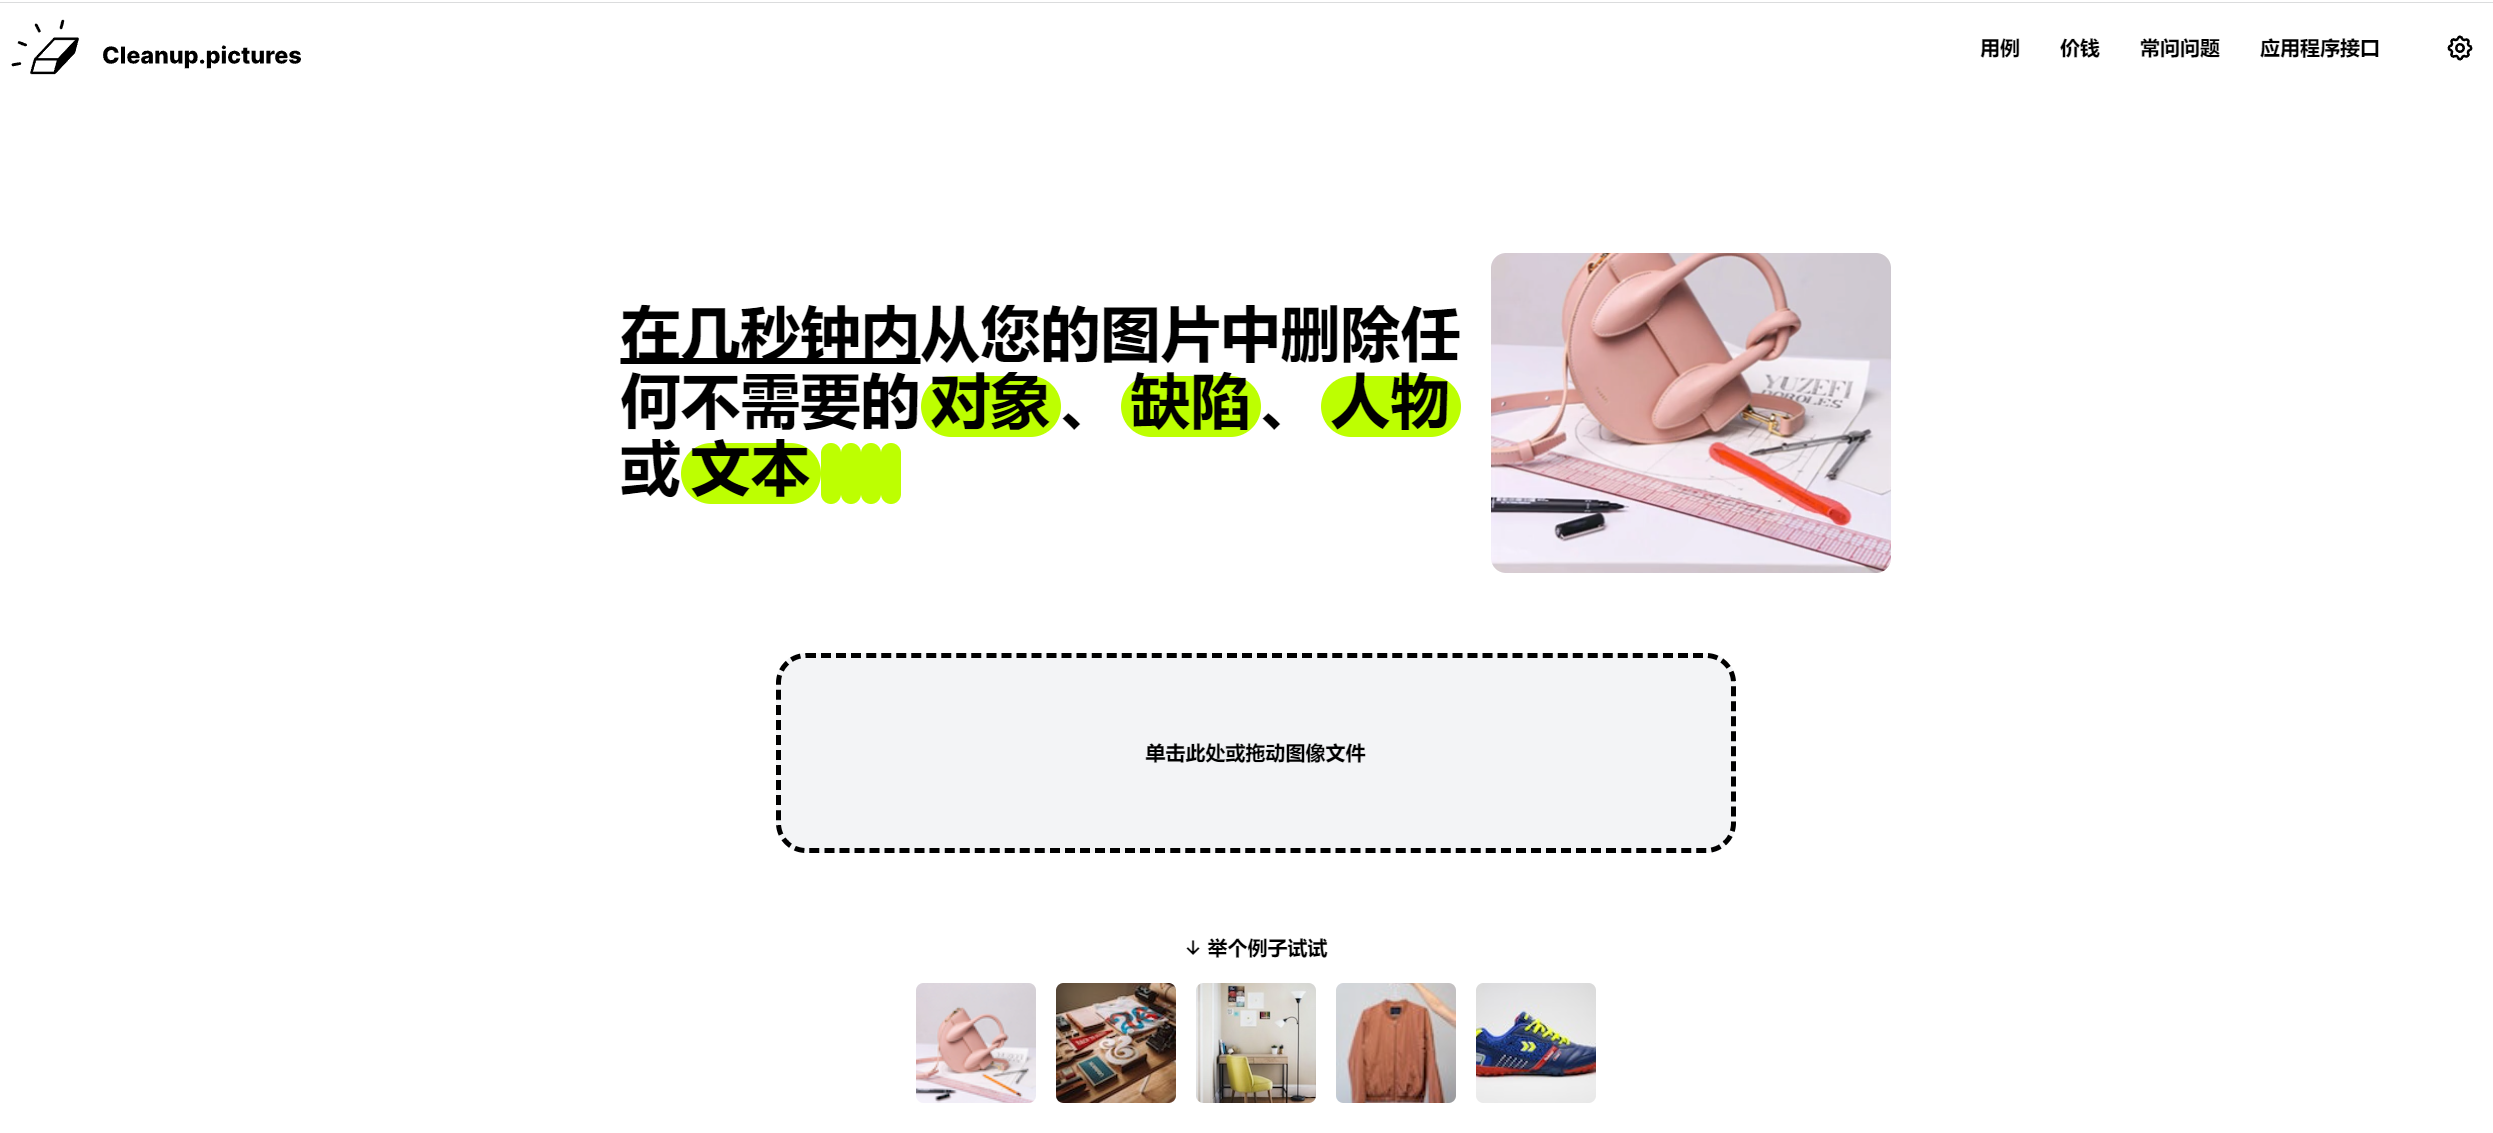 Cleanup.pictures
用例
价钱
常问问题
应用程序接口
在几秒钟内从您的图片中删除任
何不需要的对象、缺陷、人物
或文本
YUZEFI
单击此处或拖动图像文件
↓ 举个例子试试